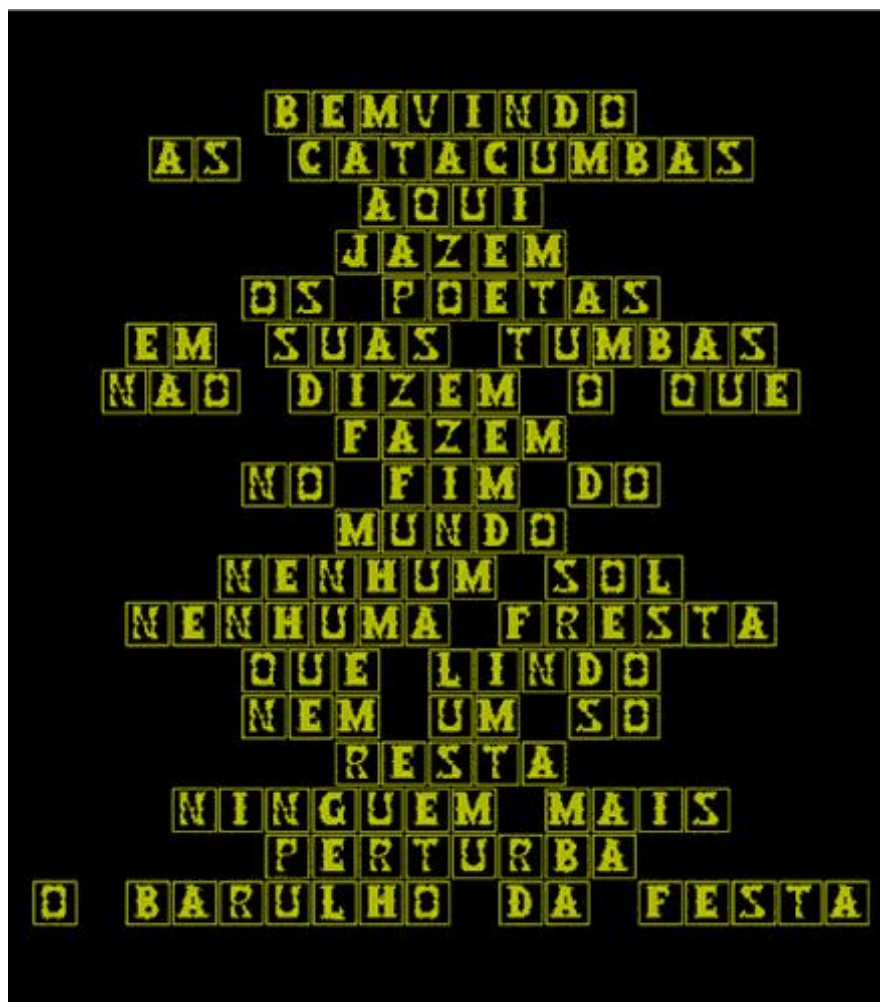 BEMVINDO
AS CATACUMBAS
AQUI
JAZEM
OS POETAS
EM SUAS TUMBAS
NAO DIZEM O QUE
FAZEM
NO FIM DO
MUNDO
NENHUM SOL
NENHUMA FRESTA
QUE LINDO
NEM UM SO
RESTA
NINGUEM MAIS
PERTURBA
O BARULHO DA FESTA